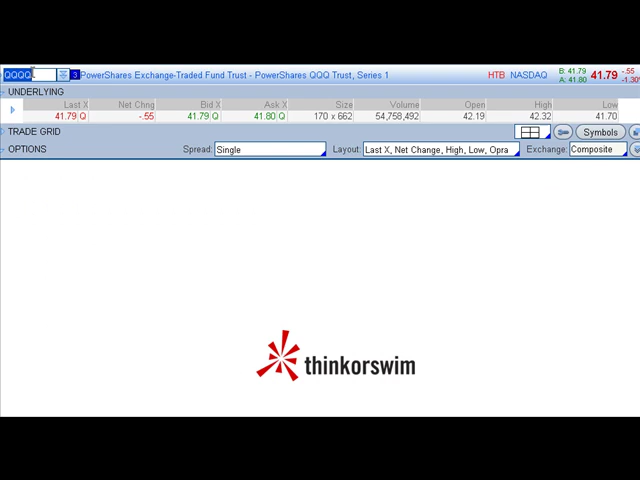 QQQQ 3 PowerShares Exchange-Traded Fund Trust - PowerShares QQQ Trust, Series 1 HTB NASDAQ B: 41.79 A: 41.80 41.79 -.55 -1.30
UNDERLYING
Last X Net Chng Bid X Ask X Size Volume Open High Low
41.79 Q -.55 41.79 Q 41.80 Q 170 x 662 54,758,492 42.19 42.32 41.70
TRADE GRID Symbols
OPTIONS Spread: Single Layout: Last X, Net Change, High, Low, Opra Exchange: Composite
thinkorswim